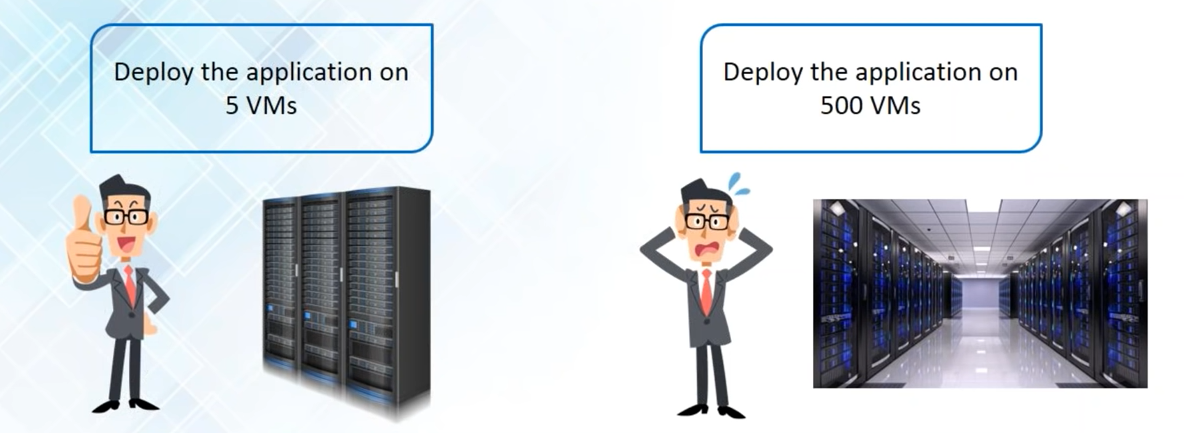 Deploy the application on
5 VMs
Deploy the application on
500 VMs